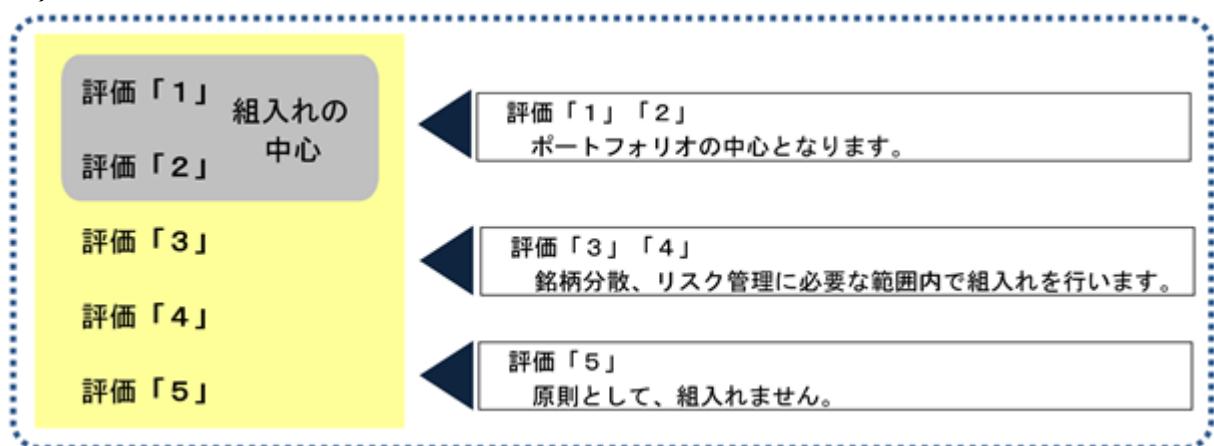 評価「１」
組入れの
中心
評価「２」
評価「３」
評価「４」
評価「５」
評価「１」「２」
ポートフォリオの中心となります。
評価「３」「４」
銘柄分散、リスク管理に必要な範囲内で組入れを行います。
評価「５」
原則として、組入れません。